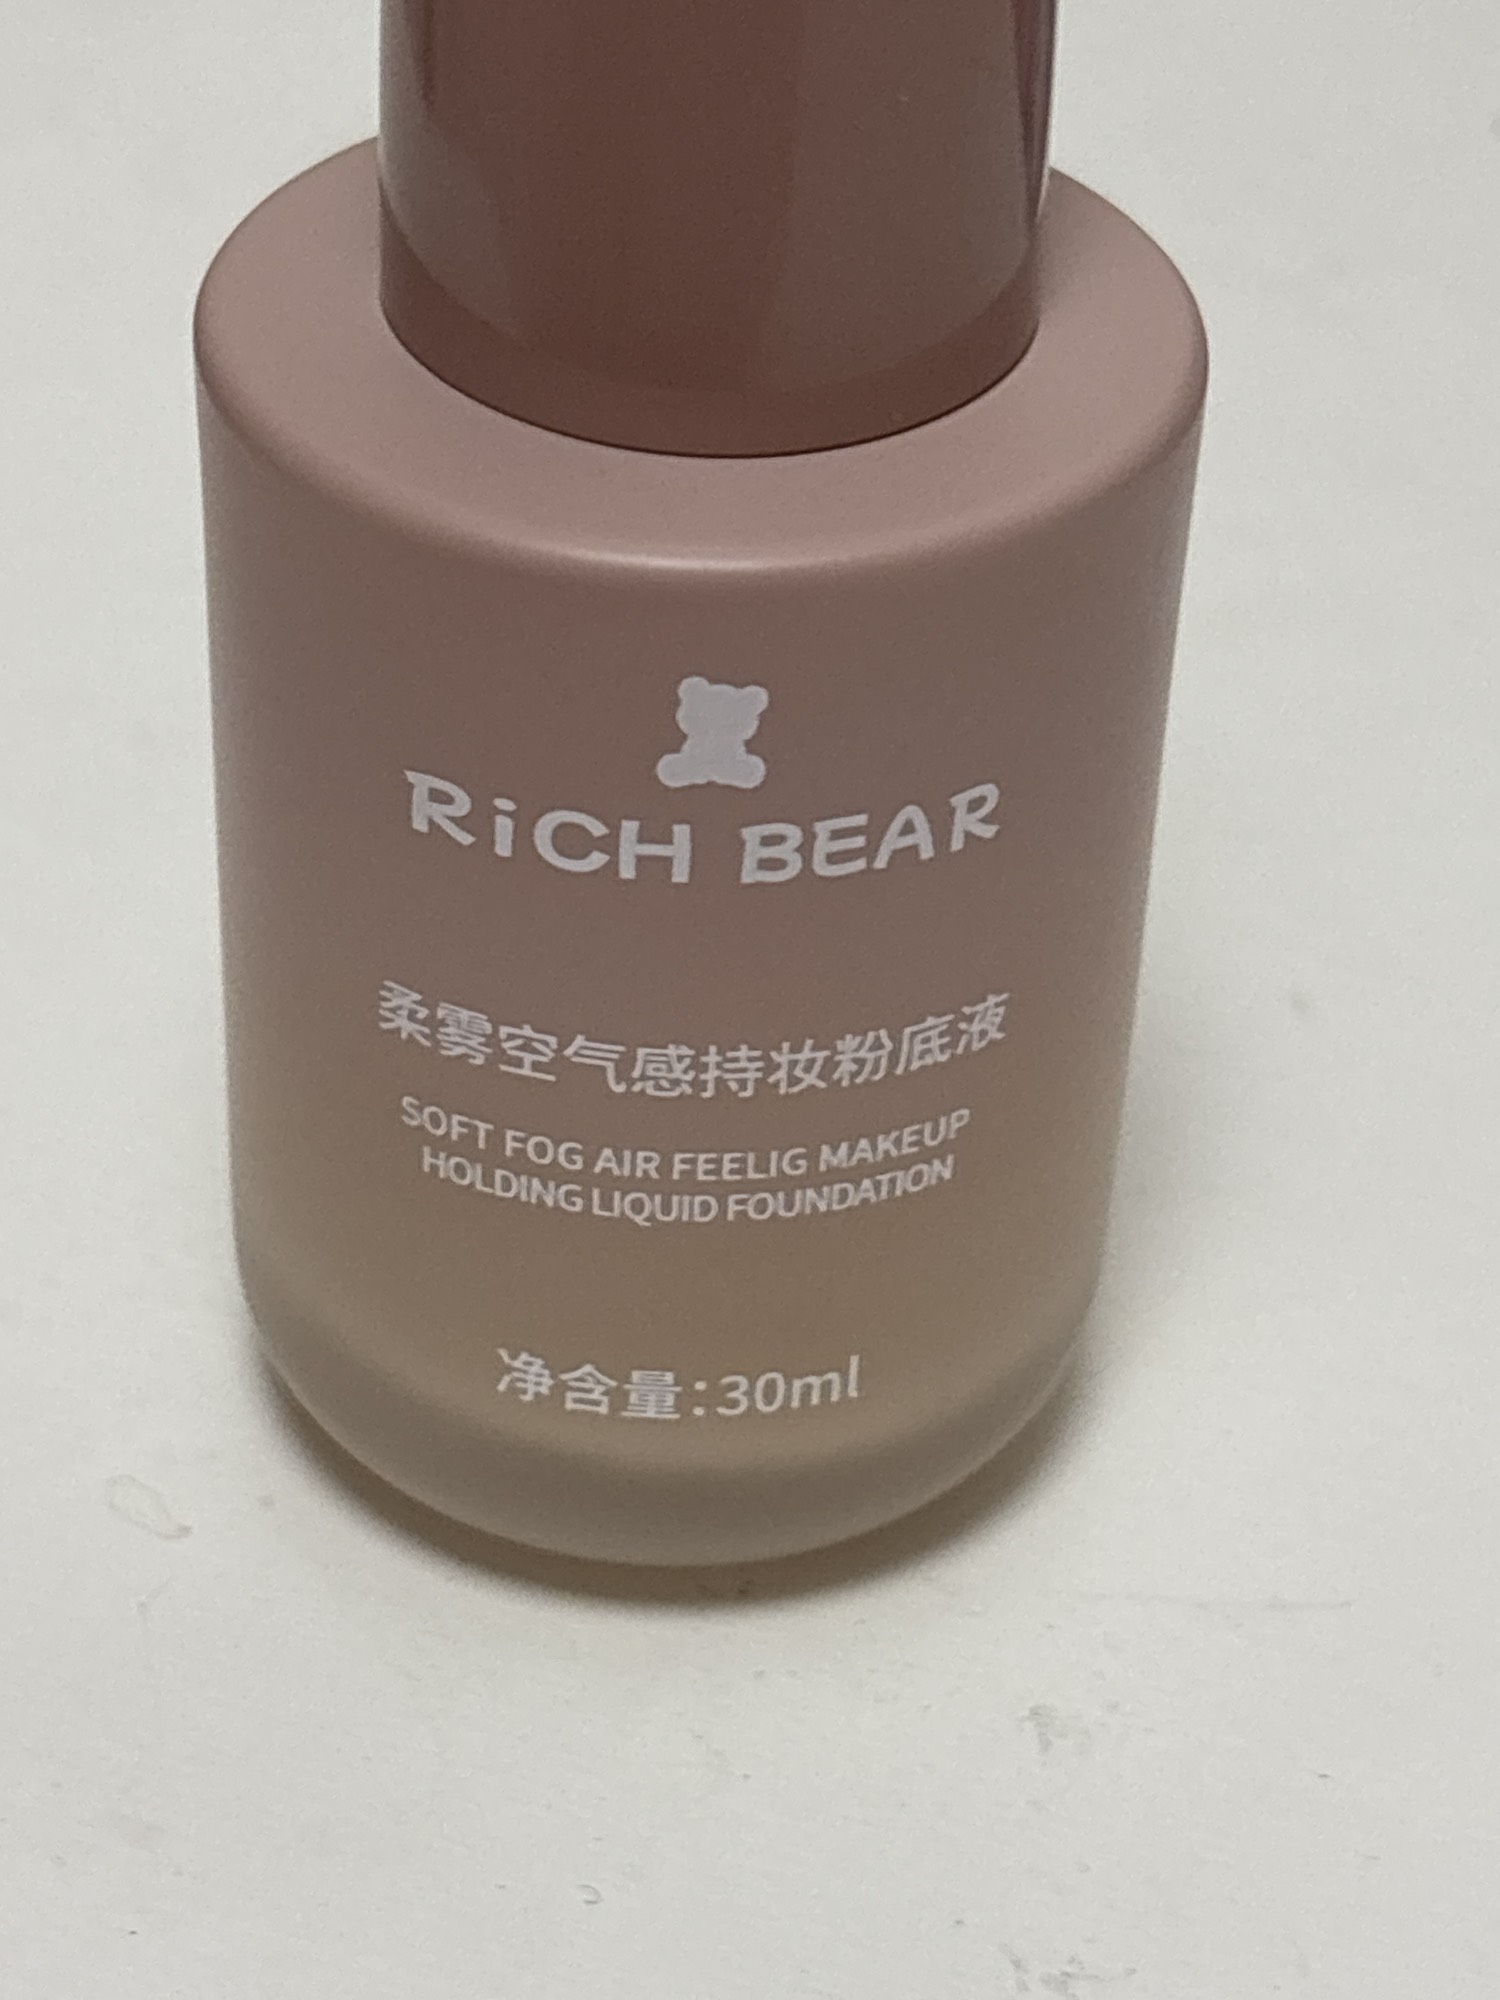 RiCH BEAR
柔雾空气感持妆粉底液
SOFT FOG AIR FEELIG MAKEUP
HOLDING LIQUID FOUNDATION
净含量:30ml